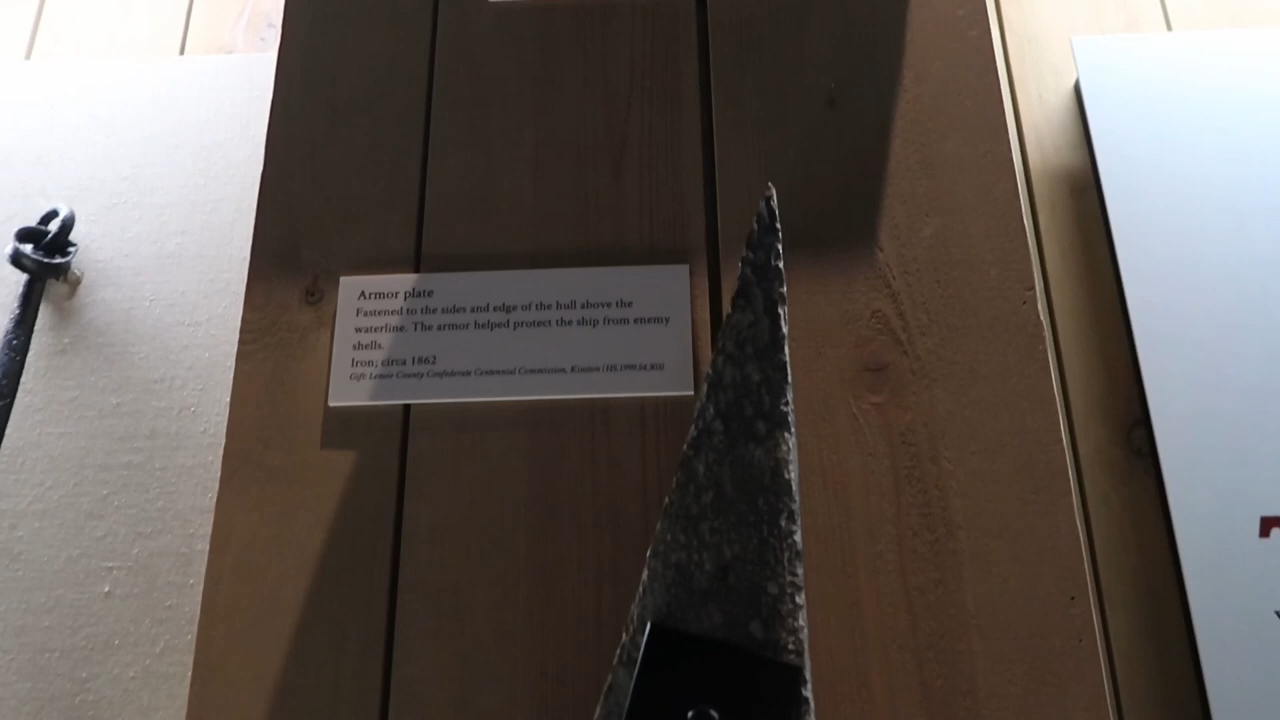 Armor plate
Fastened to the sides and edge of the hull above the
waterline. The armor helped protect the ship from enemy
shells.
Iron; circa 1862
Gift: Lenoir County Confederate Centennial Commission, Kinston